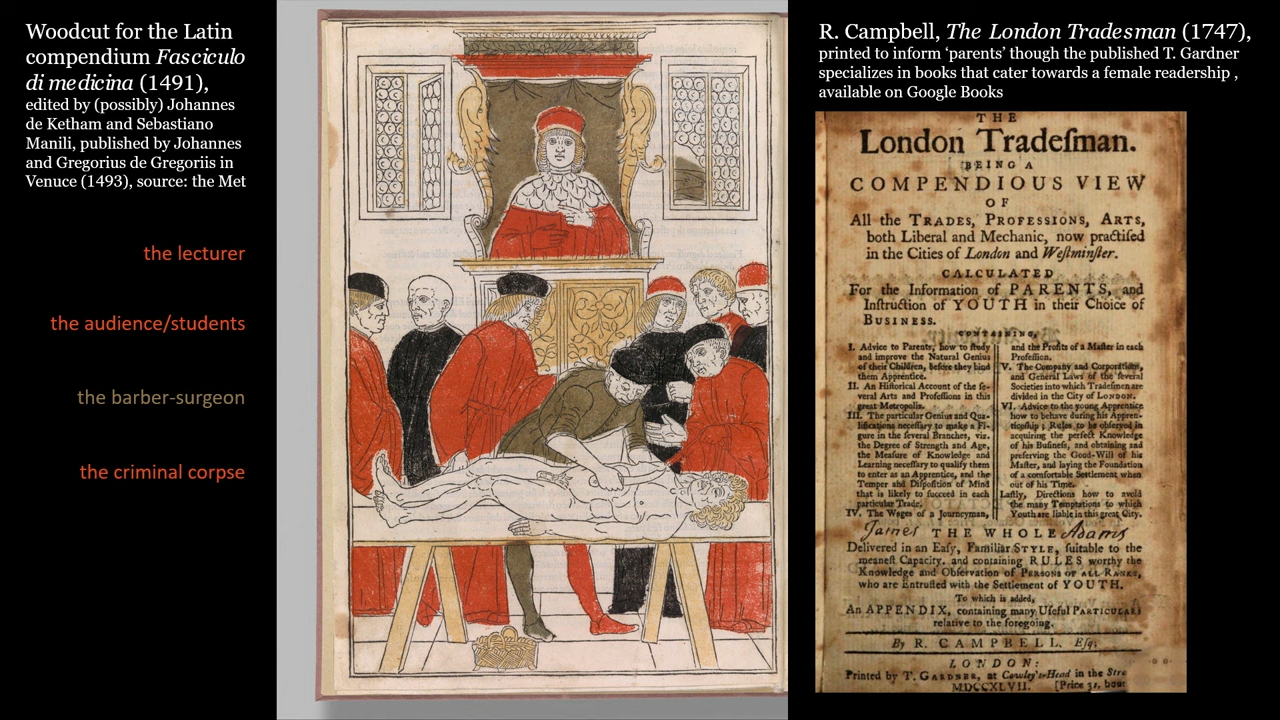 Woodcut for the Latin
compendium Fasciculo
di medicina (1491),
edited by (possibly) Johannes
de Ketham and Sebastiano
Manili, published by Johannes
and Gregorius de Gregoriis in
Venuce (1493), source: the Met
the lecturer
the audience/students
the barber-surgeon
the criminal corpse
R. Campbell, The London Tradesman (1747),
printed to inform ‘parents’ though the published T. Gardner
specializes in books that cater towards a female readership ,
available on Google Books
THE
London Tradeſman.
BEING A
COMPENDIOUS VIEW
OF
All the TRADES, PROFESSIONS, ARTS,
both Liberal and Mechanic, now practiſed
in the Cities of London and Weſtminſter.
CALCULATED
For the Information of PARENTS, and
Inſtruction of YOUTH in their Choice of
BUSINESS.
CONTAINING,
I. Advice to Parents, how to ſtudy
and improve the Natural Genius
of their Children, before they bind
them Apprentice.
II. An Historical Account of the ſe-
veral Arts and Profeſſions in this
great Metropolis.
III. The particular Genius and Qua-
lifications neceſſary to make a Fi-
gure in the ſeveral Branches, viz.
the Degree of Strength and Age,
the Meaſure of Knowledge and
Learning neceſſary to qualify them
to enter as an Apprentice, and the
Temper and Diſpoſition of Mind
that is likely to ſucceed in each
particular Trade.
IV. The Wages of a Journeyman,
and the Profits of a Maſter in each
Profeſſion.
V. The Company and Corporations,
and General Laws of the ſeveral
Societies into which Tradeſmen are
divided in the City of LONDON.
VI. Advice to the young Apprentice
how to behave during his Appren-
ticeſhip; Rules to be obſerved in
acquiring the perfect Knowledge
of his Buſineſs, and obtaining and
preſerving the Good-Will of his
Maſter, and laying the Foundation
of a comfortable Settlement when
out of his Time.
Laſtly, Directions how to avoid
the many Temptations to which
Youth are liable in this great City.
James THE WHOLE Adams
Delivered in an Eaſy, Familiar STYLE, ſuitable to the
meaneſt Capacity, and containing RULES worthy the
Knowledge and Obſervation of PERSONS OF ALL RANKS,
who are Entruſted with the Settlement of YOUTH.
To which is added,
An APPENDIX, containing many Uſeful PARTICULARS
relative to the foregoing.
By R. CAMPBELL, Eſq;
LONDON:
Printed by T. GARDNER, at Cowley's-Head in the Stra
MDCCXLVII. [Price 5s. boun